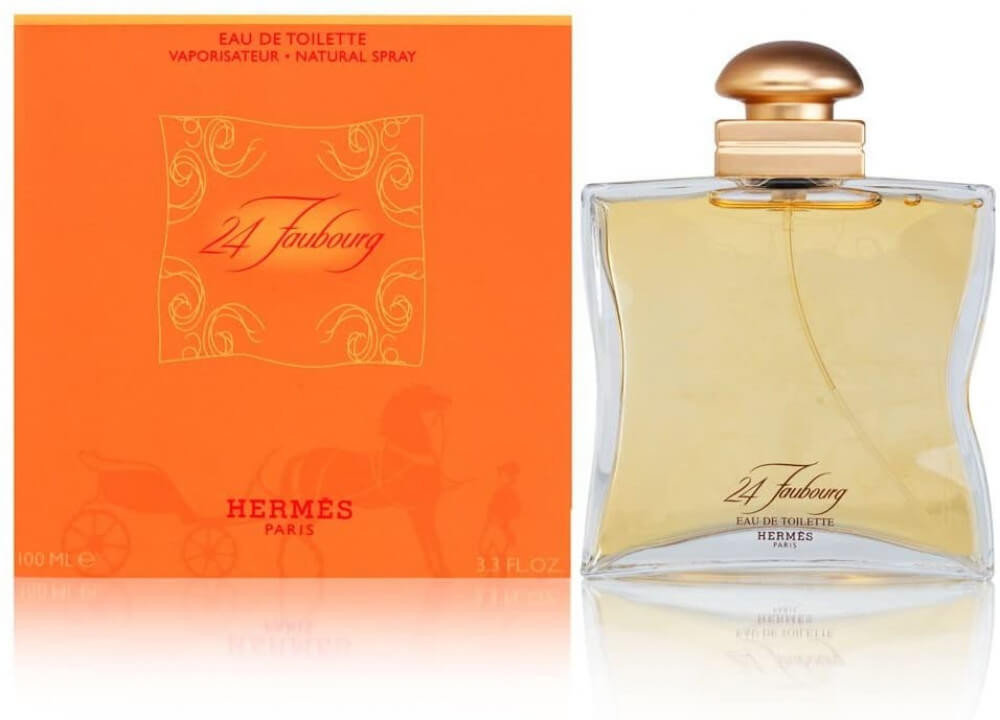 EAU DE TOILETTE
VAPORISATEUR • NATURAL SPRAY
24 Faubourg
HERMÈS
PARIS
100 ML ℮
3.3 FL.OZ
24 Faubourg
EAU DE TOILETTE
HERMÈS
PARIS